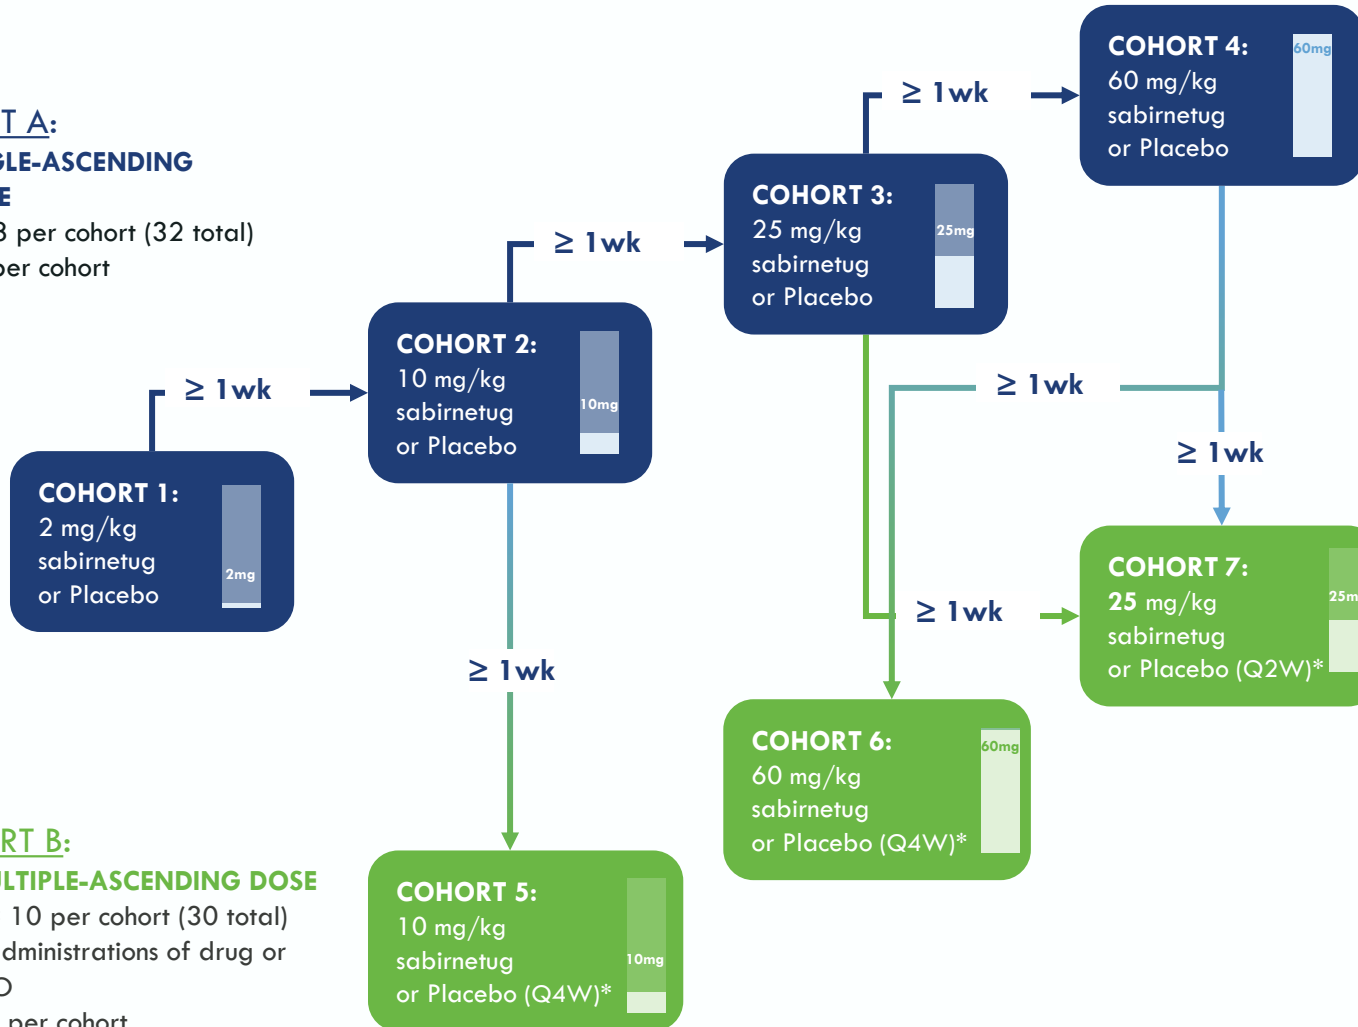 T A:
GLE-ASCENDING
E
8 per cohort (32 total)
per cohort
COHORT 1:
2 mg/kg
sabirnetug
or Placebo
2mg
≥ 1wk
COHORT 2:
10 mg/kg
sabirnetug
or Placebo
10mg
≥ 1wk
COHORT 3:
25 mg/kg
sabirnetug
or Placebo
25mg
≥ 1wk
COHORT 4:
60 mg/kg
sabirnetug
or Placebo
60mg
≥ 1wk
≥ 1wk
≥ 1wk
≥ 1wk
RT B:
ULTIPLE-ASCENDING DOSE
10 per cohort (30 total)
dministrations of drug or
O
per cohort
COHORT 5:
10 mg/kg
sabirnetug
or Placebo (Q4W)*
10mg
COHORT 6:
60 mg/kg
sabirnetug
or Placebo (Q4W)*
60mg
COHORT 7:
25 mg/kg
sabirnetug
or Placebo (Q2W)*
25m